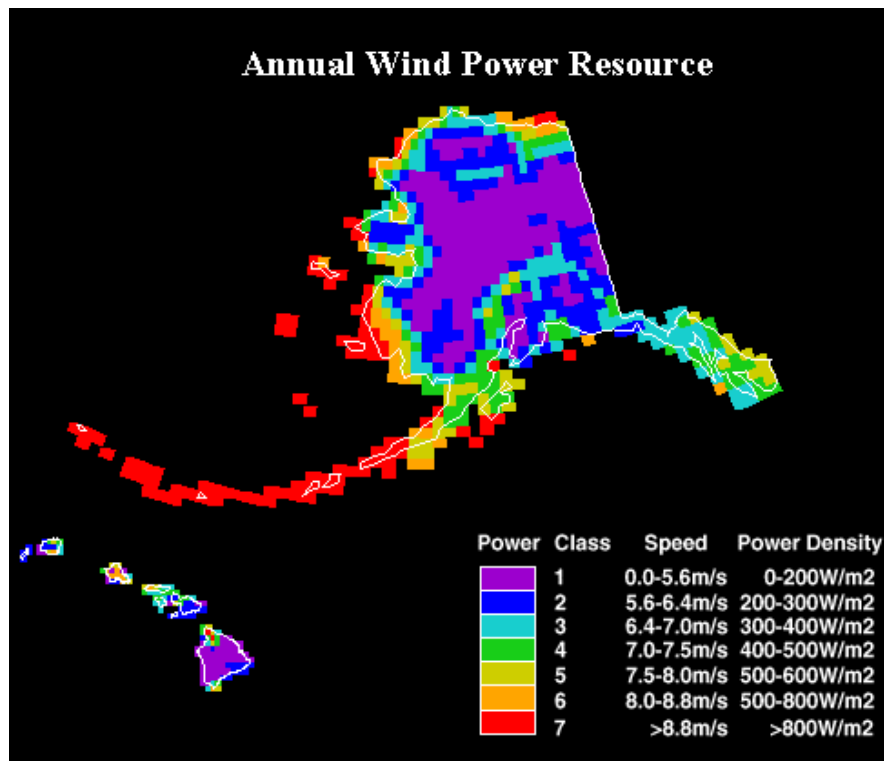 Annual Wind Power Resource
Power Class Speed Power Density
1 0.0-5.6m/s 0-200W/m2
2 5.6-6.4m/s 200-300W/m2
3 6.4-7.0m/s 300-400W/m2
4 7.0-7.5m/s 400-500W/m2
5 7.5-8.0m/s 500-600W/m2
6 8.0-8.8m/s 500-800W/m2
7 >8.8m/s >800W/m2